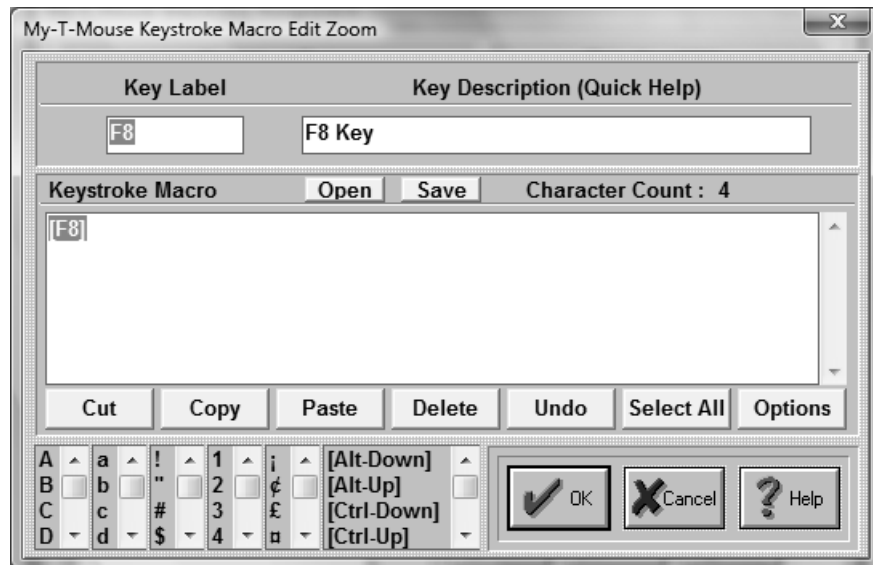 My-T-Mouse Keystroke Macro Edit Zoom
Key Label Key Description (Quick Help)
F8 F8 Key
Keystroke Macro Open Save Character Count : 4
[F8]
Cut Copy Paste Delete Undo Select All Options
A a ! 1 ¡ [Alt-Down]
B b " 2 ¢ [Alt-Up]
C c # 3 £ [Ctrl-Down]
D d $ 4 ¤ [Ctrl-Up]
OK Cancel Help